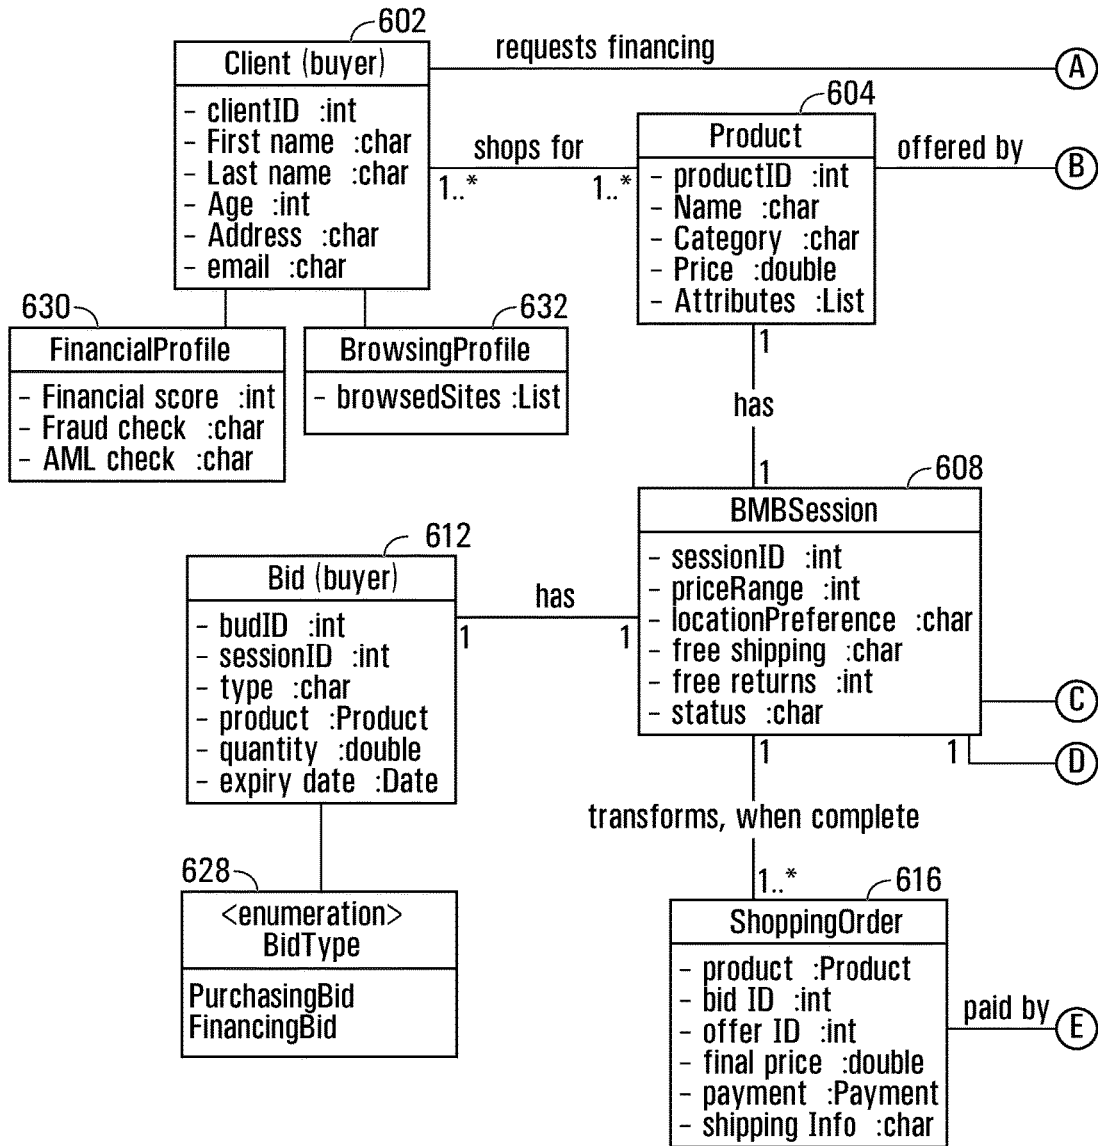 602
Client (buyer)
- clientID :int
- First name :char
- Last name :char
- Age :int
- Address :char
- email :char
requests financing
A
shops for
1..*
1..*
604
Product
- productID :int
- Name :char
- Category :char
- Price :double
- Attributes :List
offered by
B
630
FinancialProfile
- Financial score :int
- Fraud check :char
- AML check :char
632
BrowsingProfile
- browsedSites :List
1
has
1
608
BMBSession
- sessionID :int
- priceRange :int
- locationPreference :char
- free shipping :char
- free returns :int
- status :char
612
Bid (buyer)
- budID :int
- sessionID :int
- type :char
- product :Product
- quantity :double
- expiry date :Date
has
1
1
C
1
1
D
transforms, when complete
1..*
628
<enumeration>
BidType
PurchasingBid
FinancingBid
616
ShoppingOrder
- product :Product
- bid ID :int
- offer ID :int
- final price :double
- payment :Payment
- shipping Info :char
paid by
E